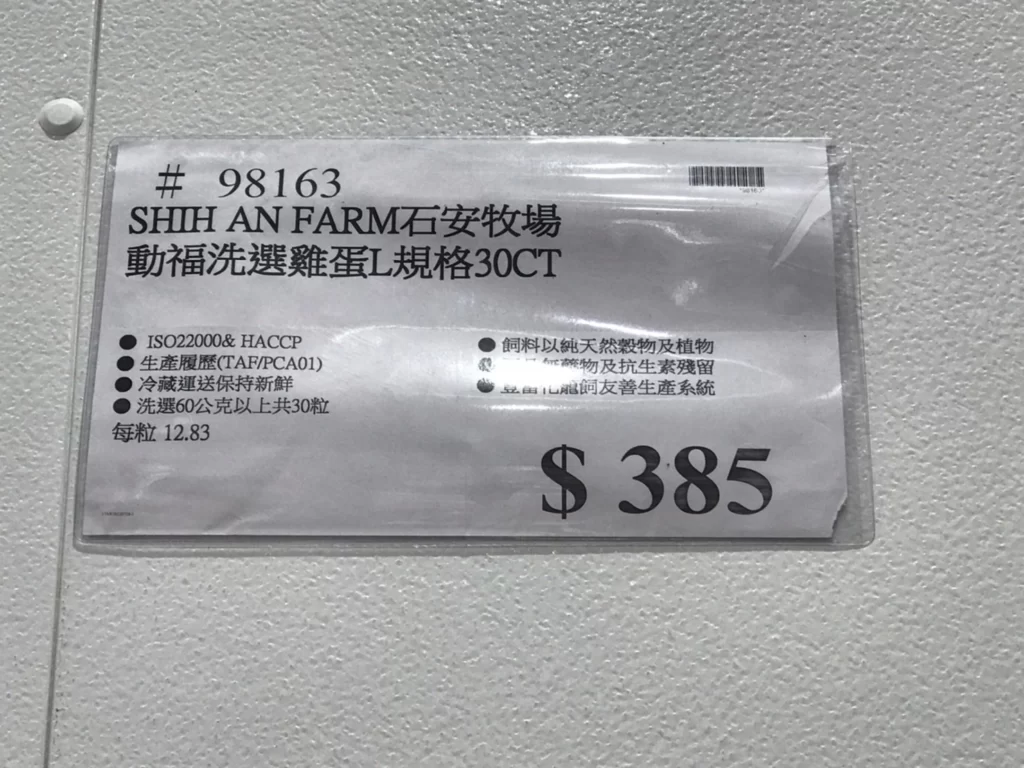 # 98163
SHIH AN FARM石安牧場
動福洗選雞蛋L規格30CT
● ISO22000& HACCP
● 生產履歷(TAF/PCA01)
● 冷藏運送保持新鮮
● 洗選60公克以上共30粒
每粒 12.83
● 飼料以純天然穀物及植物
● 無藥物及抗生素殘留
● 豐富化籠飼友善生產系統
$ 385